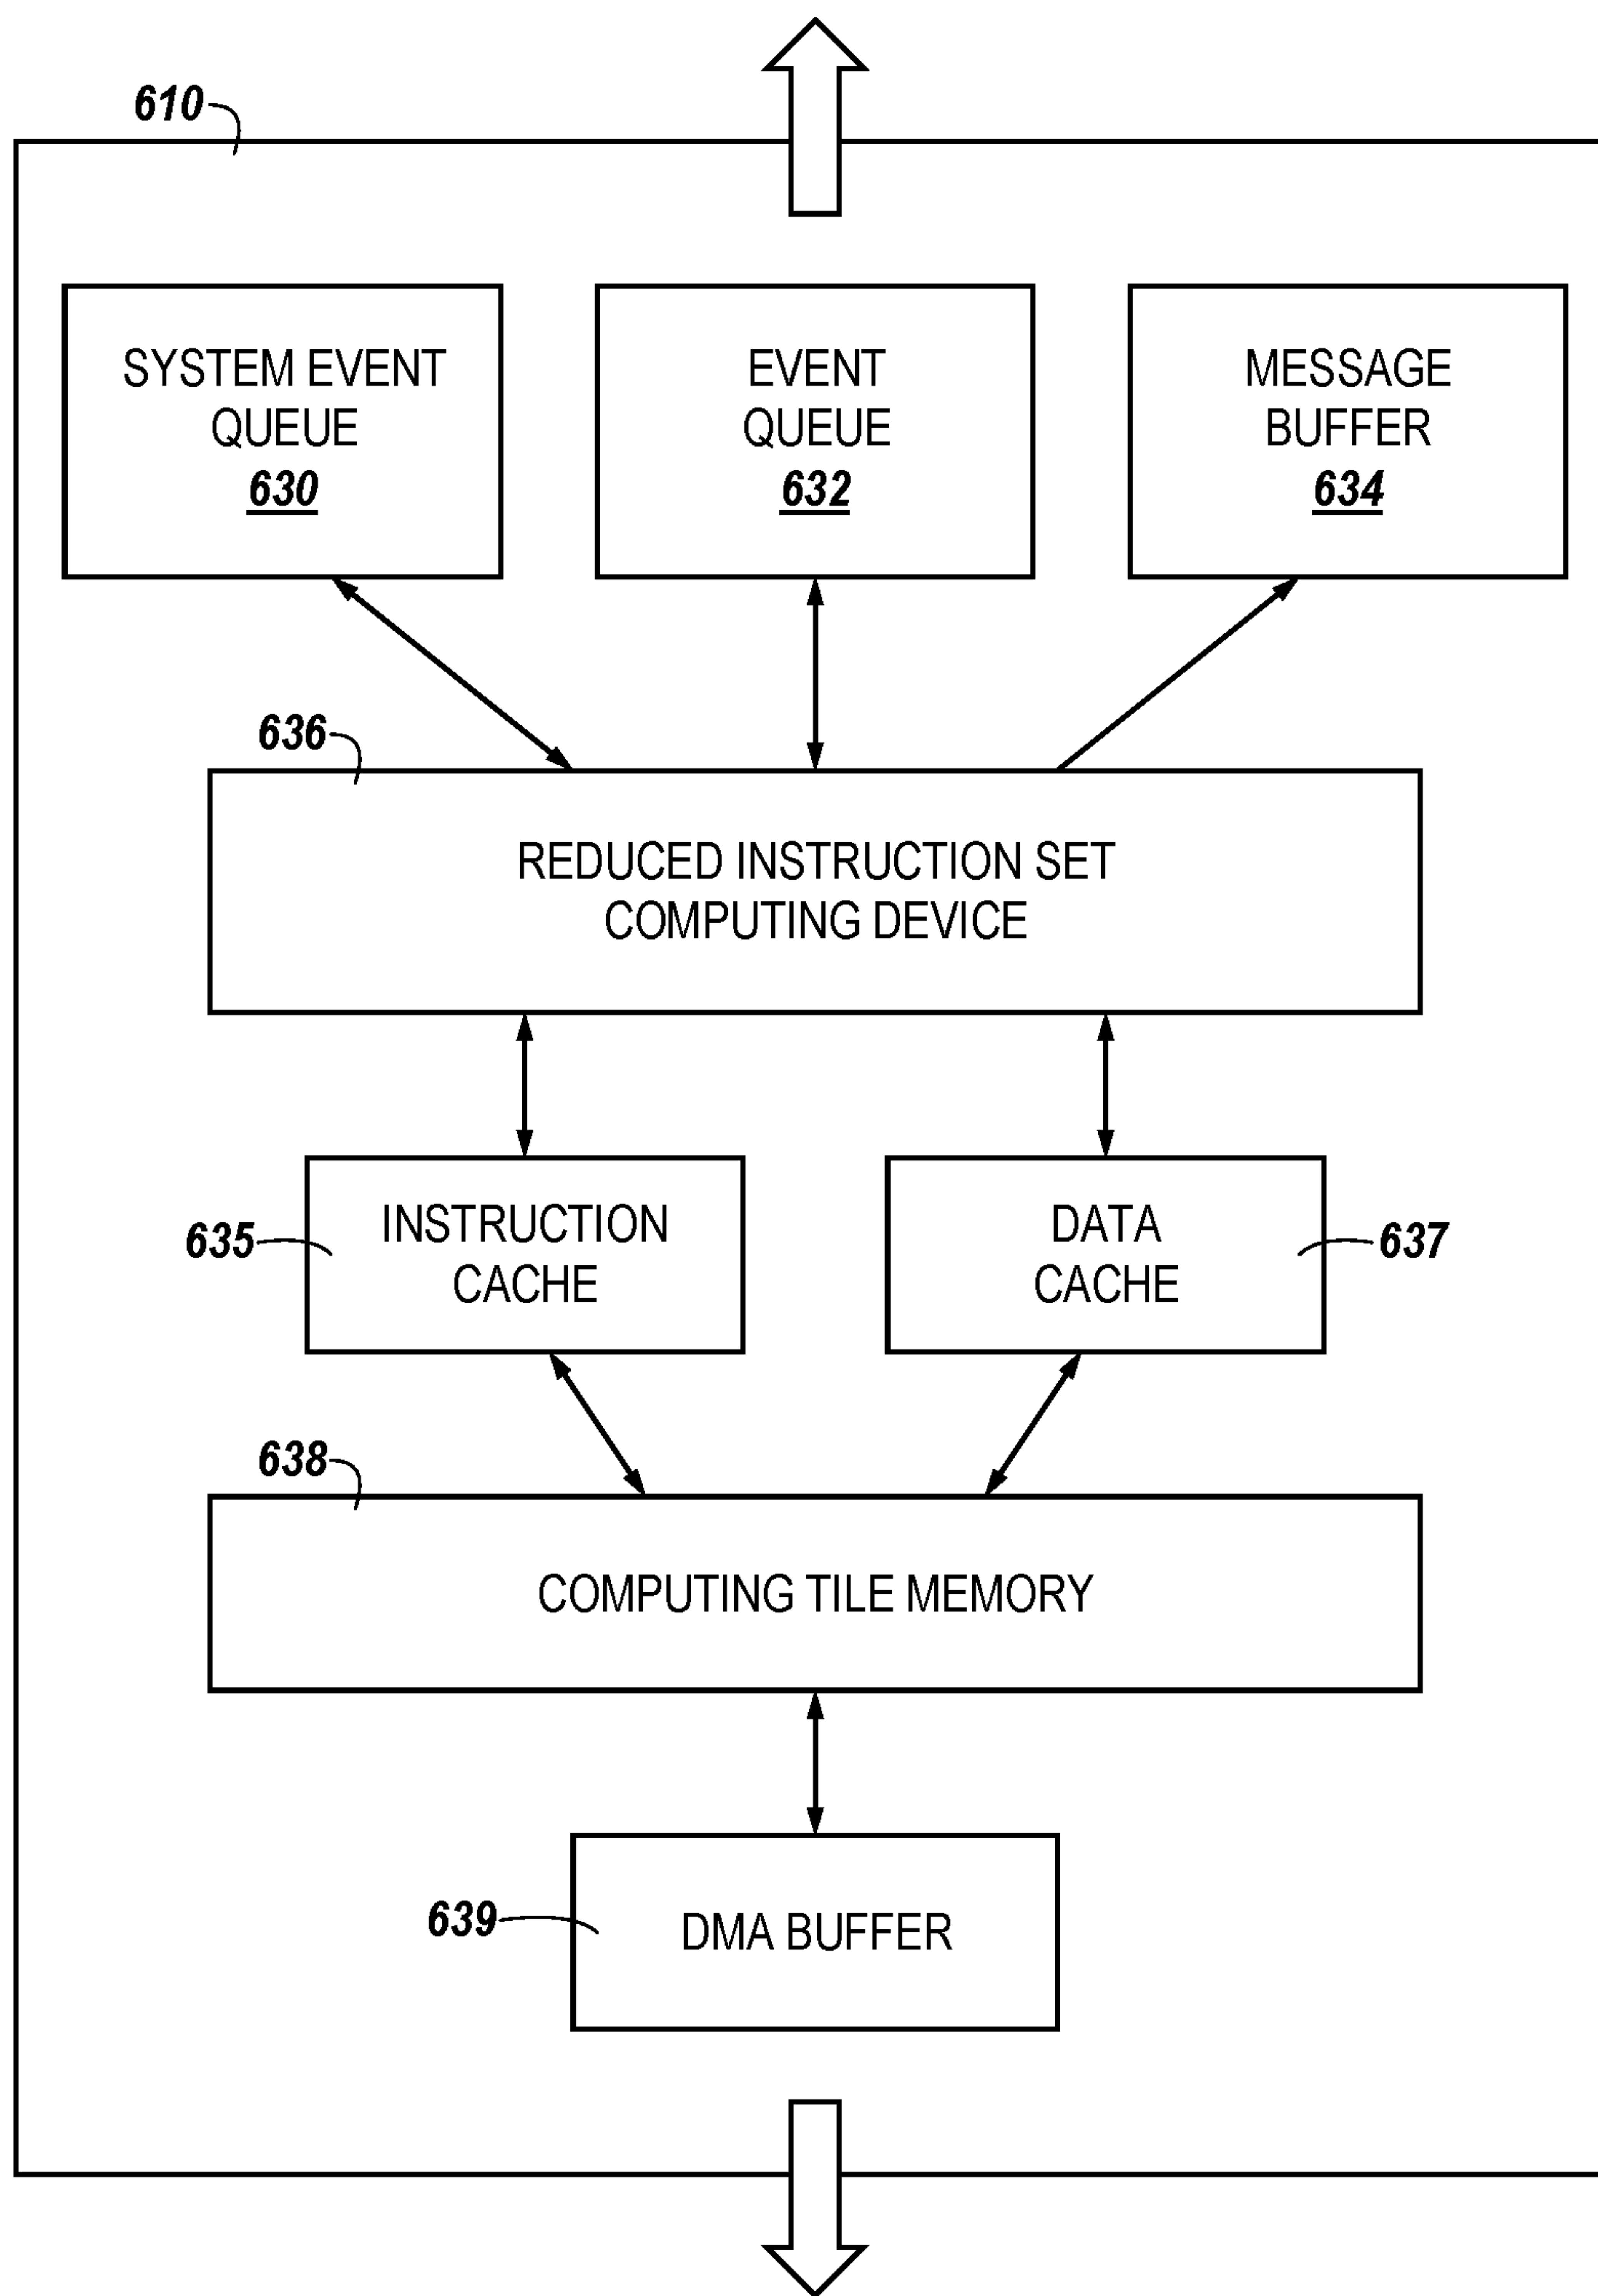 610
SYSTEM EVENT
QUEUE
630
EVENT
QUEUE
632
MESSAGE
BUFFER
634
636
REDUCED INSTRUCTION SET
COMPUTING DEVICE
635
INSTRUCTION
CACHE
DATA
CACHE
637
638
COMPUTING TILE MEMORY
639
DMA BUFFER